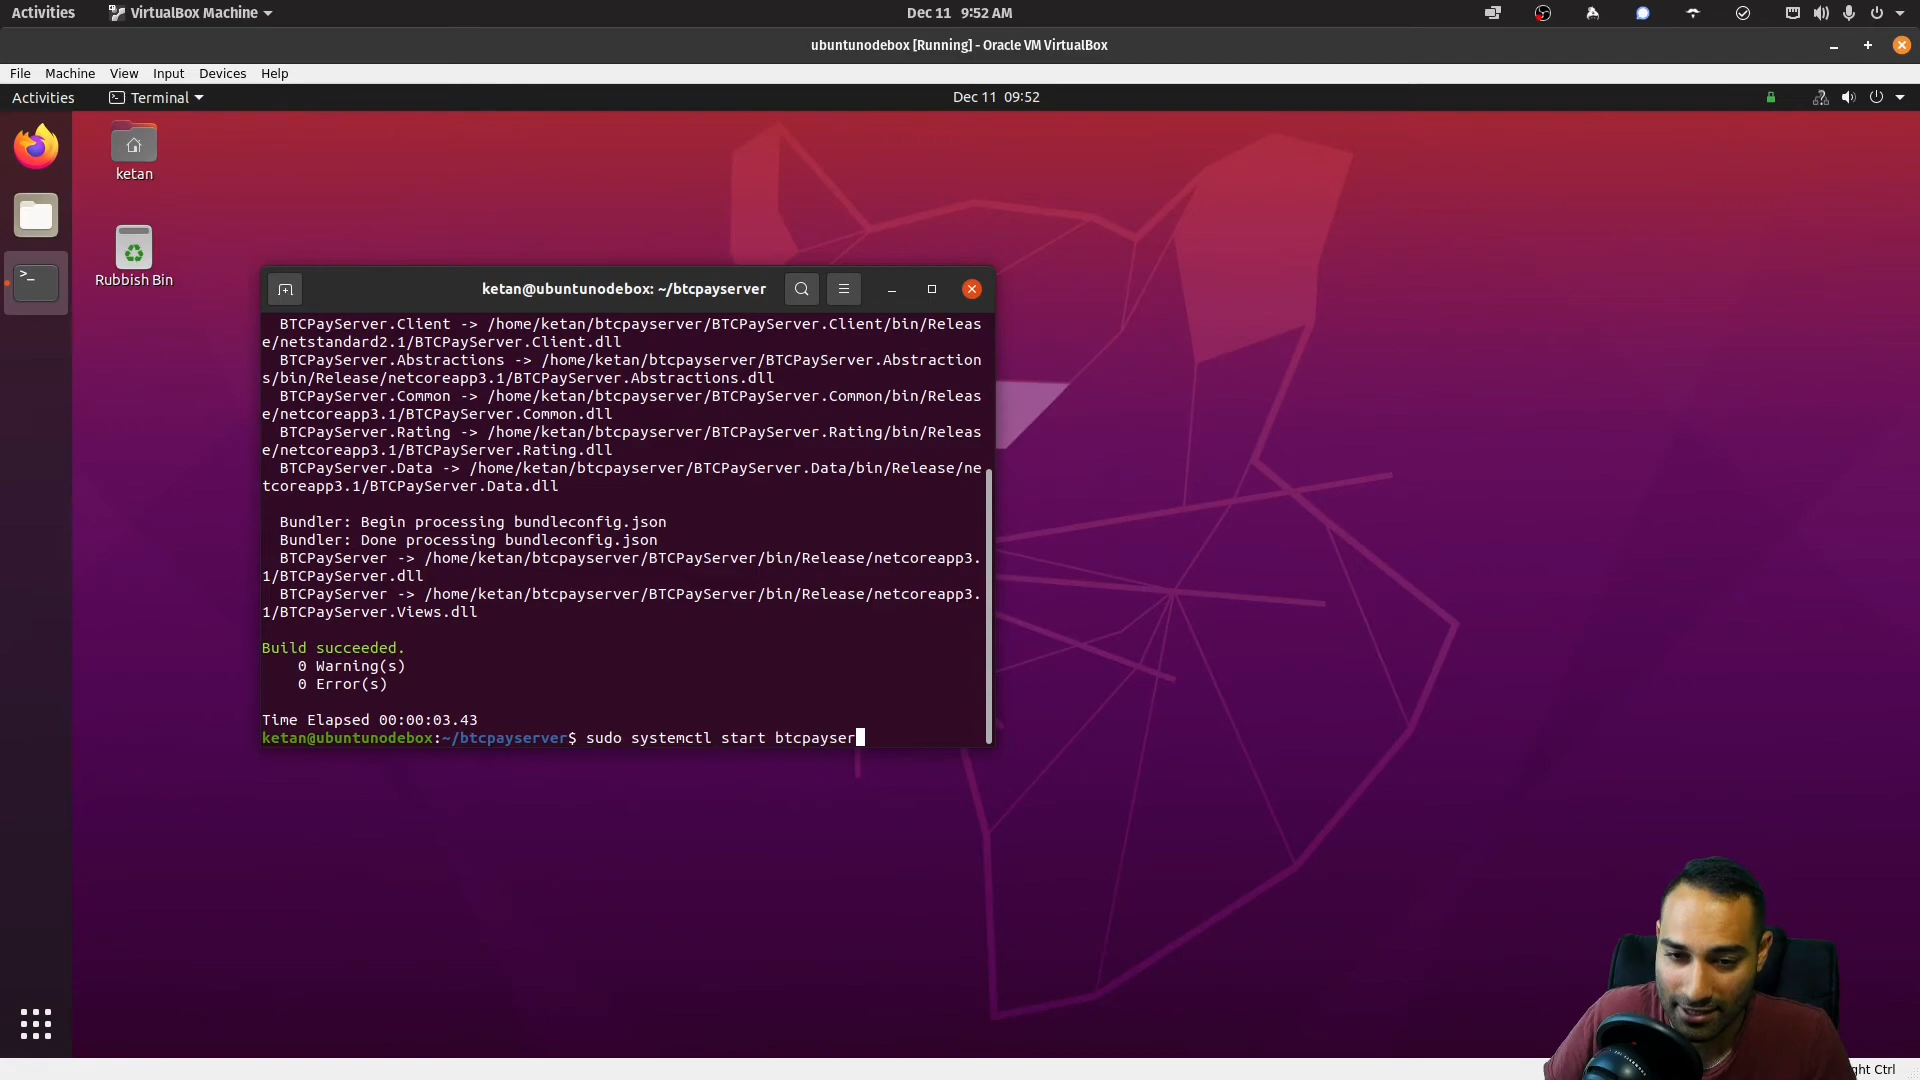 Activities VirtualBox Machine Dec 11 9:52 AM
ubuntunodebox [Running] - Oracle VM VirtualBox
File Machine View Input Devices Help
Activities Terminal Dec 11 09:52
ketan
Rubbish Bin
ketan@ubuntunodebox: ~/btcpayserver
BTCPayServer.Client -> /home/ketan/btcpayserver/BTCPayServer.Client/bin/Releas
e/netstandard2.1/BTCPayServer.Client.dll
BTCPayServer.Abstractions -> /home/ketan/btcpayserver/BTCPayServer.Abstraction
s/bin/Release/netcoreapp3.1/BTCPayServer.Abstractions.dll
BTCPayServer.Common -> /home/ketan/btcpayserver/BTCPayServer.Common/bin/Releas
e/netcoreapp3.1/BTCPayServer.Common.dll
BTCPayServer.Rating -> /home/ketan/btcpayserver/BTCPayServer.Rating/bin/Releas
e/netcoreapp3.1/BTCPayServer.Rating.dll
BTCPayServer.Data -> /home/ketan/btcpayserver/BTCPayServer.Data/bin/Release/ne
tcoreapp3.1/BTCPayServer.Data.dll
Bundler: Begin processing bundleconfig.json
Bundler: Done processing bundleconfig.json
BTCPayServer -> /home/ketan/btcpayserver/BTCPayServer/bin/Release/netcoreapp3.
1/BTCPayServer.dll
BTCPayServer -> /home/ketan/btcpayserver/BTCPayServer/bin/Release/netcoreapp3.
1/BTCPayServer.Views.dll
Build succeeded.
0 Warning(s)
0 Error(s)
Time Elapsed 00:00:03.43
ketan@ubuntunodebox:~/btcpayserver$ sudo systemctl start btcpayser
ght Ctrl